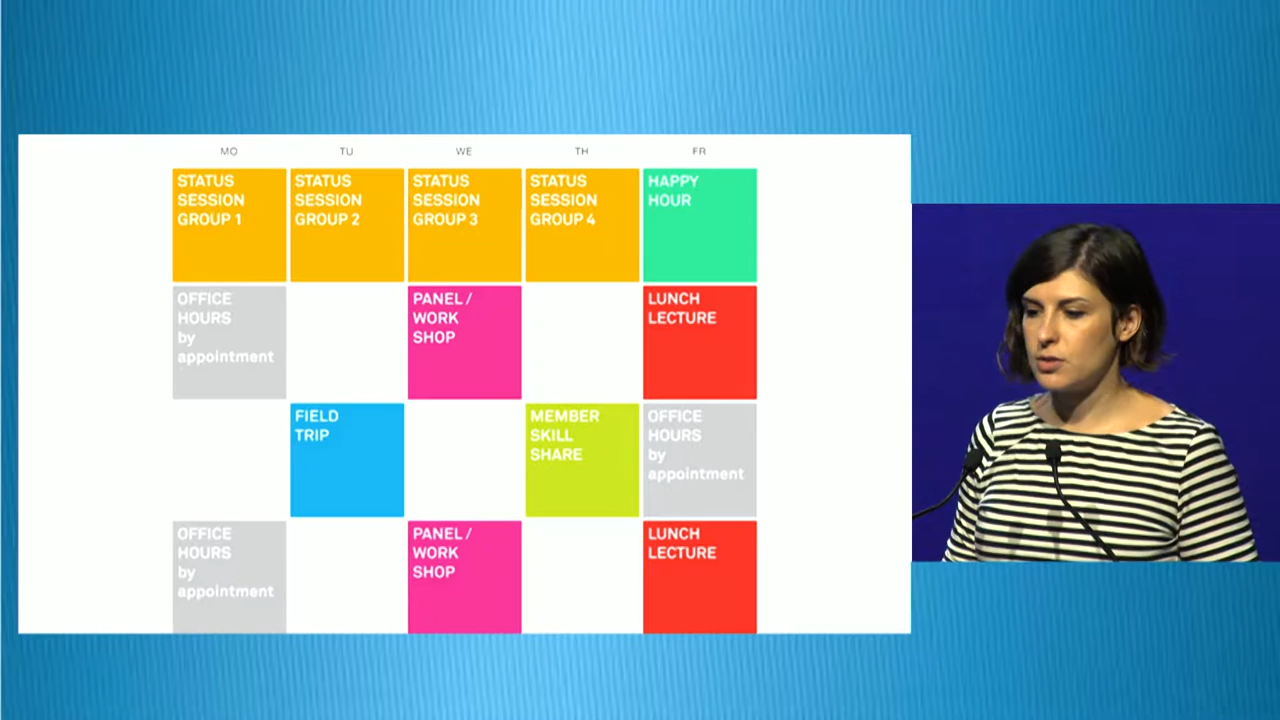 MO TU WE TH FR
STATUS
SESSION
GROUP 1
STATUS
SESSION
GROUP 2
STATUS
SESSION
GROUP 3
STATUS
SESSION
GROUP 4
HAPPY
HOUR
OFFICE
HOURS
by
appointment
PANEL /
WORK
SHOP
LUNCH
LECTURE
FIELD
TRIP
MEMBER
SKILL
SHARE
OFFICE
HOURS
by
appointment
OFFICE
HOURS
by
appointment
PANEL /
WORK
SHOP
LUNCH
LECTURE